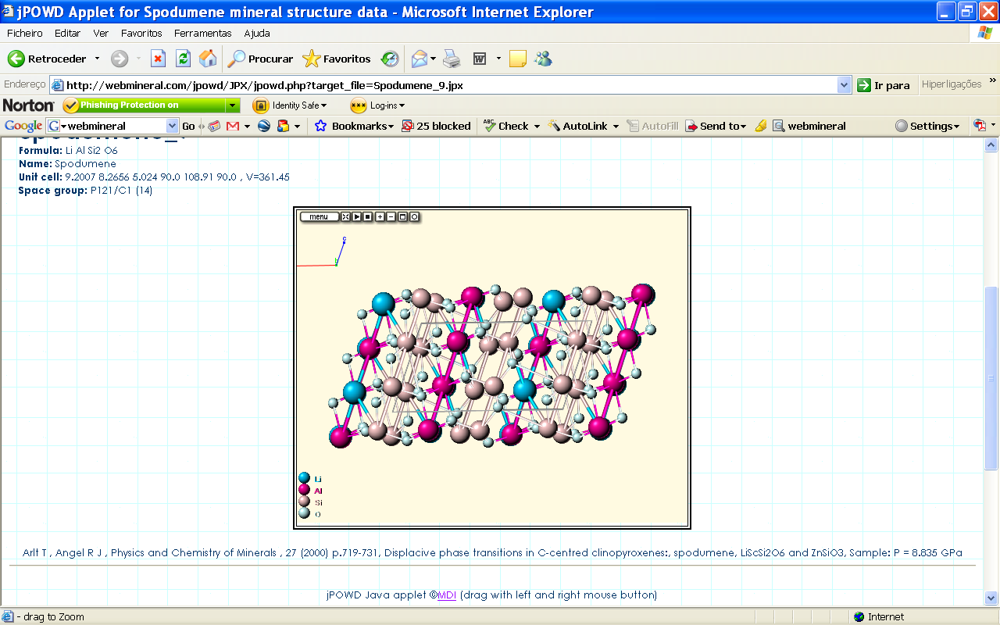 jPOWD Applet for Spodumene mineral structure data - Microsoft Internet Explorer
Ficheiro Editar Ver Favoritos Ferramentas Ajuda
Retroceder Procurar Favoritos
Endereço http://webmineral.com/jpowd/JPX/jpowd.php?target_file=Spodumene_9.jpx Ir para Hiperligações »
Norton Phishing Protection on Identity Safe Log-ins
Google G webmineral Go Bookmarks 25 blocked ABC Check AutoLink AutoFill Send to webmineral Settings
Formula: Li Al Si2 O6
Name: Spodumene
Unit cell: 9.2007 8.2656 5.024 90.0 108.91 90.0 , V=361.45
Space group: P121/C1 (14)
menu
c
b
Li
Al
Si
O
Arlt T , Angel R J , Physics and Chemistry of Minerals , 27 (2000) p.719-731, Displacive phase transitions in C-centred clinopyroxenes:, spodumene, LiScSi2O6 and ZnSiO3, Sample: P = 8.835 GPa
jPOWD Java applet ©MDI (drag with left and right mouse button)
- drag to Zoom Internet